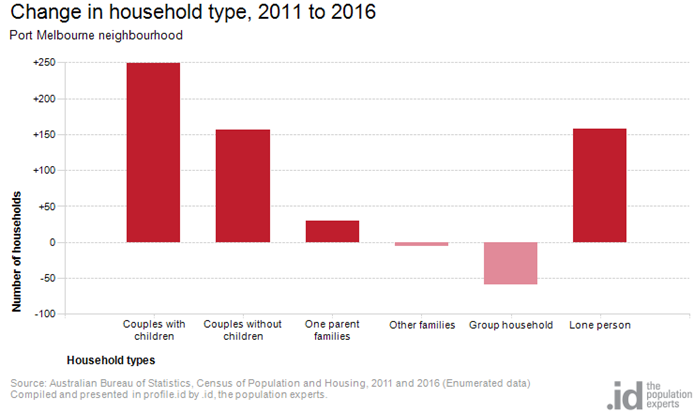 Change in household type, 2011 to 2016
Port Melbourne neighbourhood
+250
+200
+150
+100
+50
0
-50
-100
Number of households
Couples with
children
Couples without
children
One parent
families
Other families
Group household
Lone person
Household types
Source: Australian Bureau of Statistics, Census of Population and Housing, 2011 and 2016 (Enumerated data)
Compiled and presented in profile.id by .id, the population experts.
.id the
population
experts